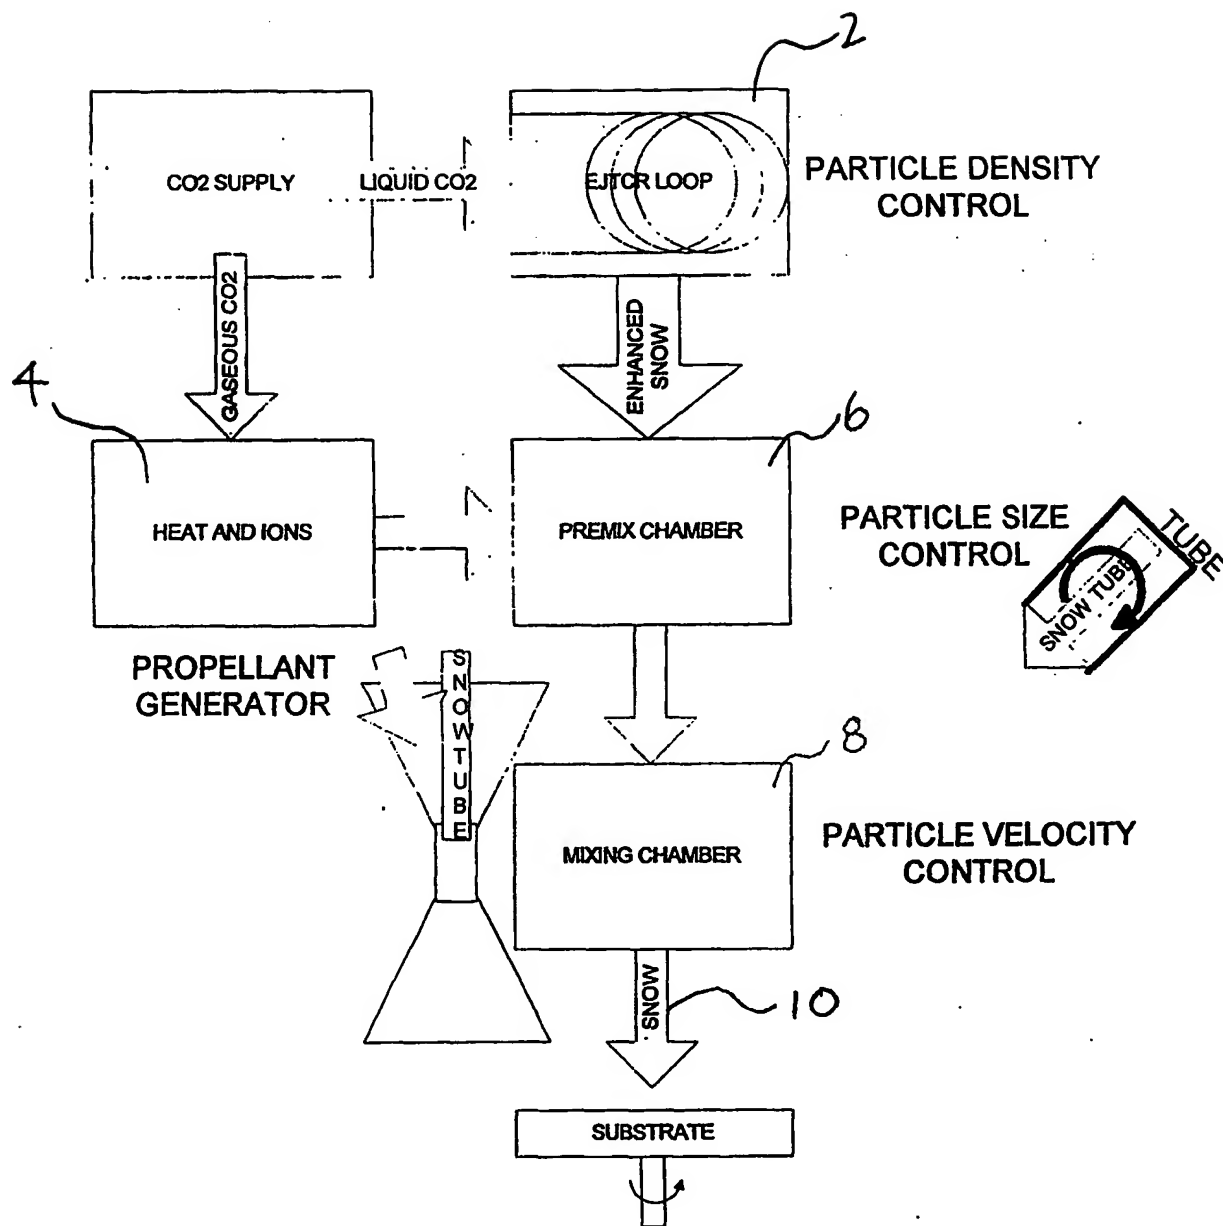 2
CO2 SUPPLY
LIQUID CO2
EJTCR LOOP
PARTICLE DENSITY
CONTROL
GASEOUS CO2
ENHANCED
SNOW
4
6
HEAT AND IONS
PREMIX CHAMBER
PARTICLE SIZE
CONTROL
TUBE
SNOW TUBE
PROPELLANT
GENERATOR
SNOWTUBE
8
MIXING CHAMBER
PARTICLE VELOCITY
CONTROL
SNOW
10
SUBSTRATE